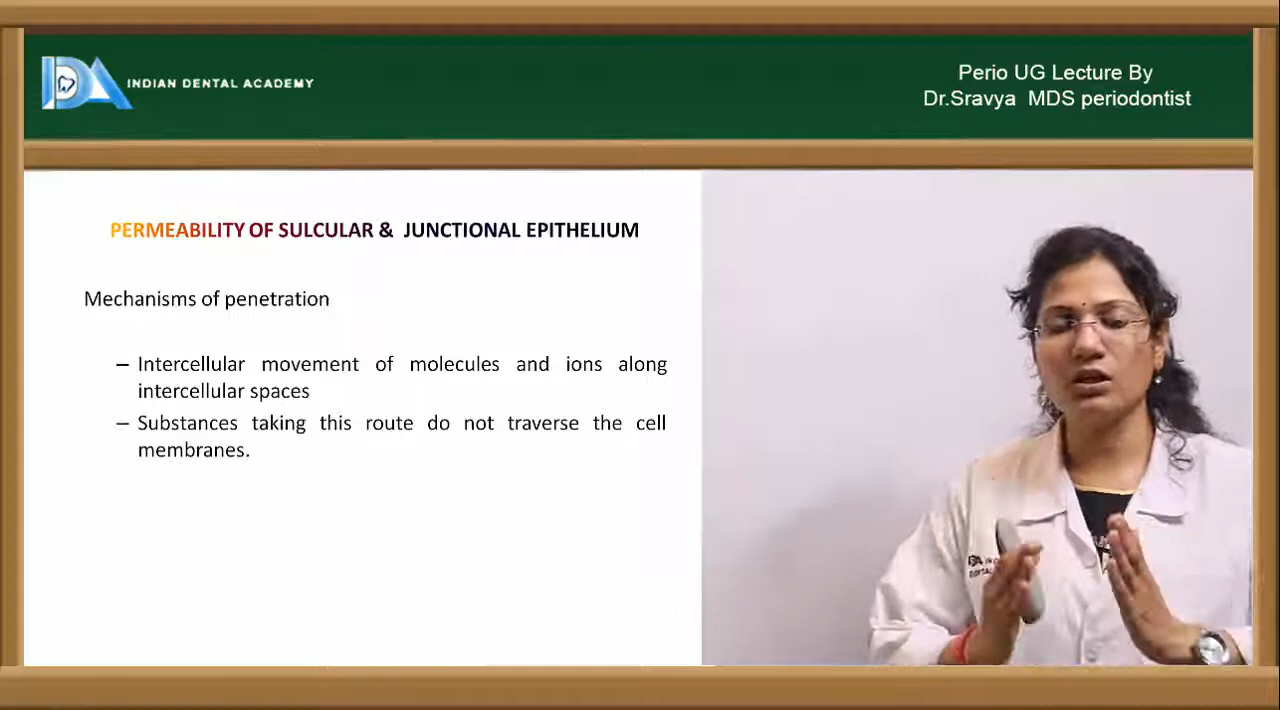 INDIAN DENTAL ACADEMY
Perio UG Lecture By
Dr.Sravya MDS periodontist
PERMEABILITY OF SULCULAR & JUNCTIONAL EPITHELIUM
Mechanisms of penetration
– Intercellular movement of molecules and ions along
intercellular spaces
– Substances taking this route do not traverse the cell
membranes.